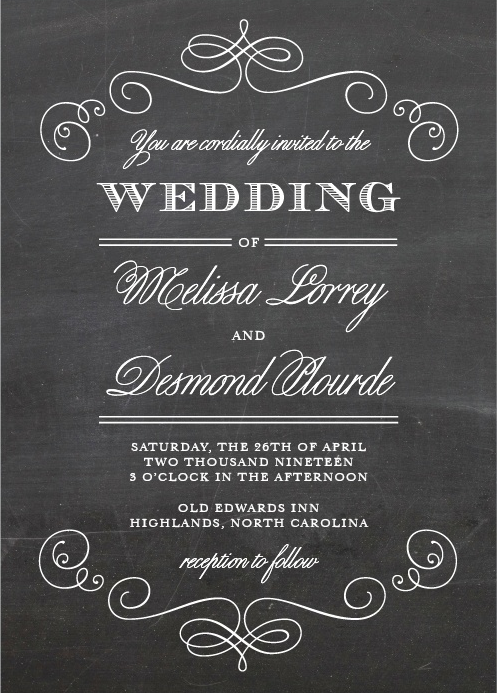 You are cordially invited to the
WEDDING
OF
Melissa Lorrey
AND
Desmond Plourde
SATURDAY, THE 26TH OF APRIL
TWO THOUSAND NINETEEN
3 O'CLOCK IN THE AFTERNOON
OLD EDWARDS INN
HIGHLANDS, NORTH CAROLINA
reception to follow